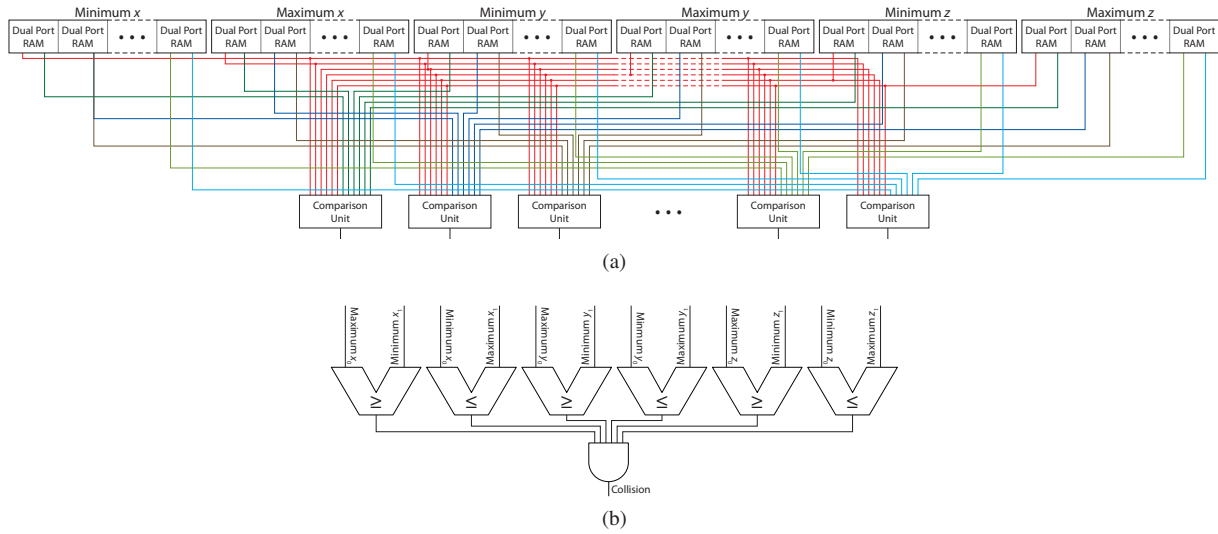 Minimum x Maximum x Minimum y Maximum y Minimum z Maximum z
Dual Port RAM Dual Port RAM • • • Dual Port RAM Dual Port RAM Dual Port RAM • • • Dual Port RAM Dual Port RAM Dual Port RAM • • • Dual Port RAM Dual Port RAM Dual Port RAM • • • Dual Port RAM Dual Port RAM Dual Port RAM • • • Dual Port RAM Dual Port RAM Dual Port RAM • • • Dual Port RAM
Comparison Unit Comparison Unit Comparison Unit • • • Comparison Unit Comparison Unit
(a)
Maximum x₀ Minimum x₁ Minimum x₀ Maximum x₁ Maximum y₀ Minimum y₁ Minimum y₀ Maximum y₁ Maximum z₀ Minimum z₁ Minimum z₀ Maximum z₁
≥ ≤ ≥ ≤ ≥ ≤
Collision
(b)